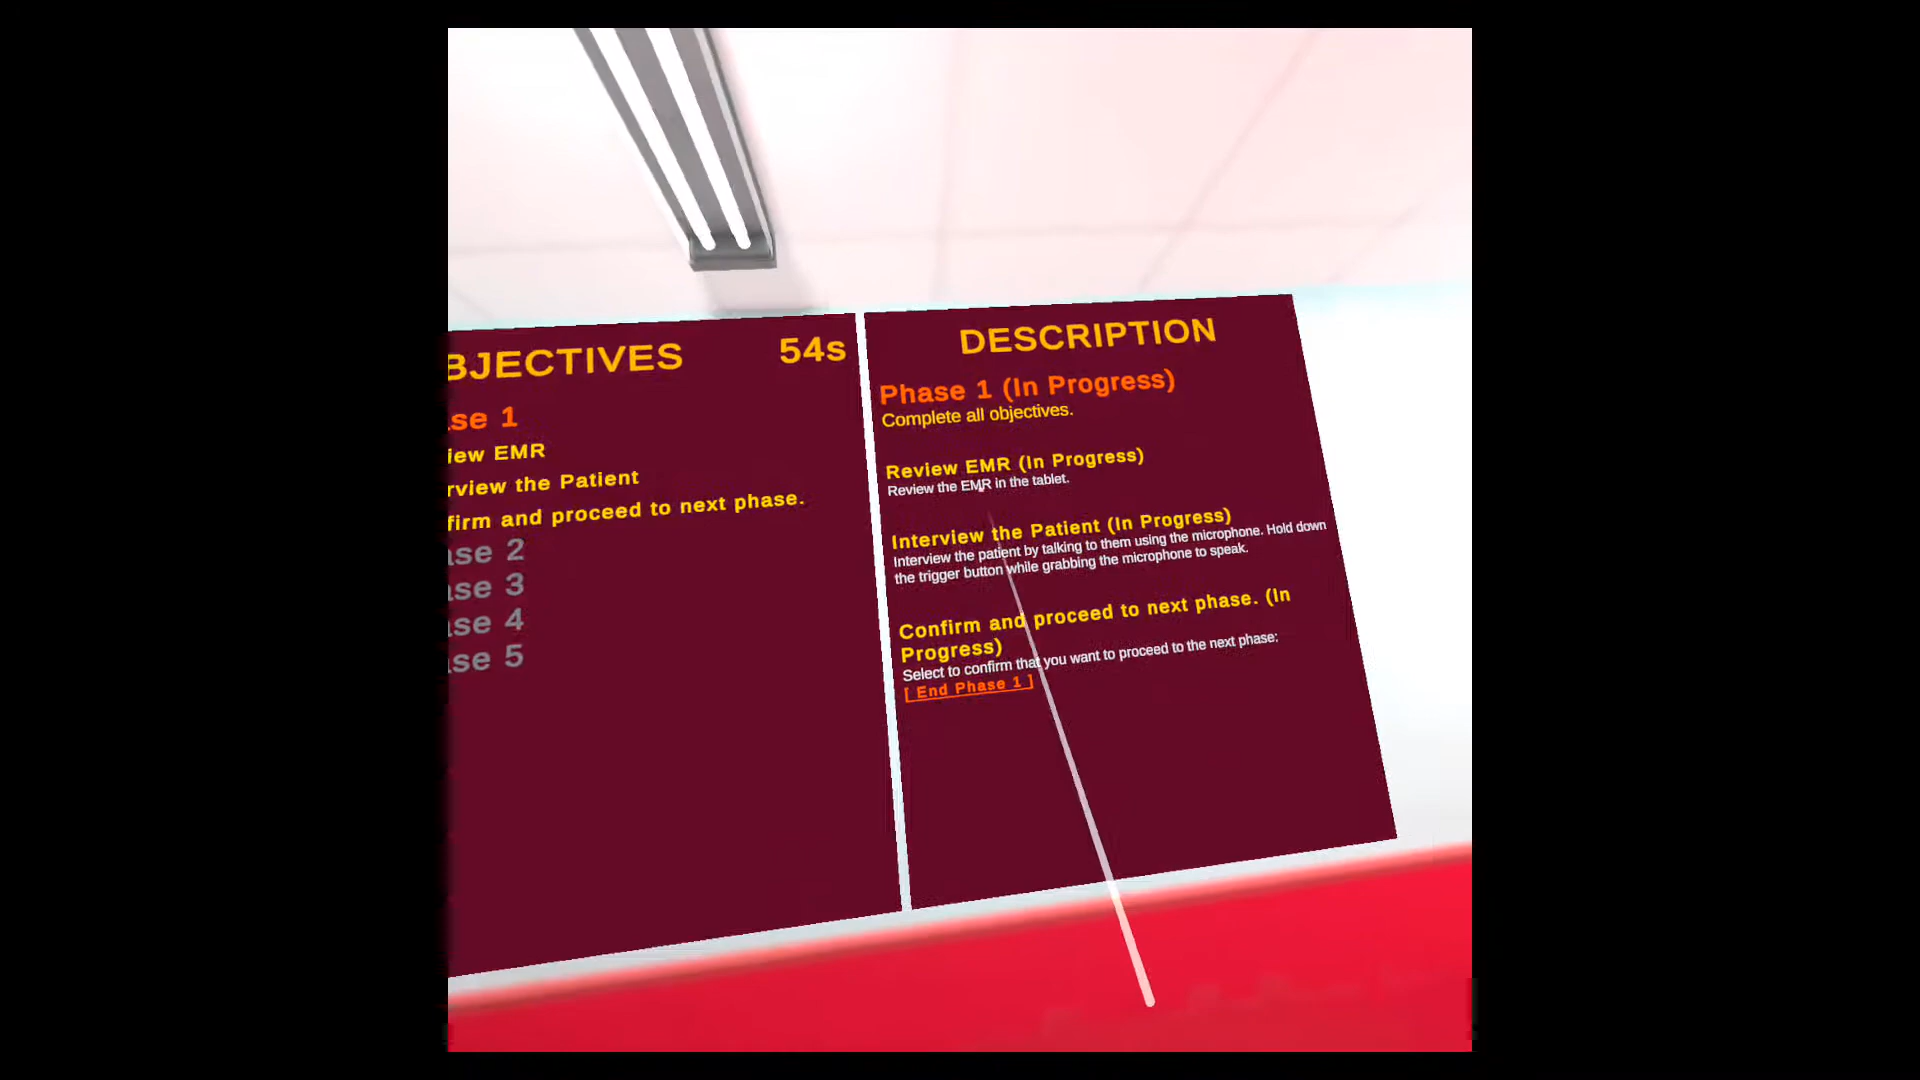 BJECTIVES 54s
se 1
iew EMR
rview the Patient
firm and proceed to next phase.
ase 2
ase 3
ase 4
ase 5
DESCRIPTION
Phase 1 (In Progress)
Complete all objectives.
Review EMR (In Progress)
Review the EMR in the tablet.
Interview the Patient (In Progress)
Interview the patient by talking to them using the microphone. Hold down
the trigger button while grabbing the microphone to speak.
Confirm and proceed to next phase. (In
Progress)
Select to confirm that you want to proceed to the next phase:
[ End Phase 1 ]